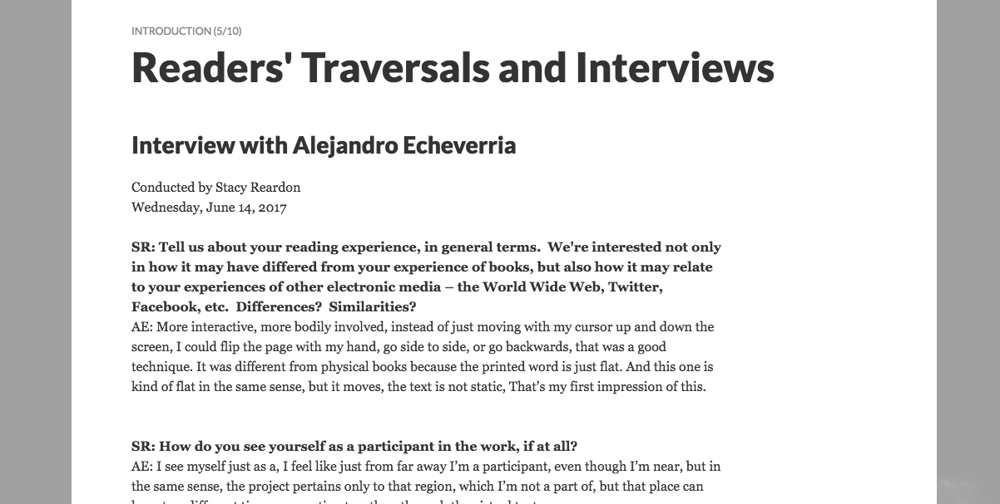 INTRODUCTION (5/10)
Readers' Traversals and Interviews
Interview with Alejandro Echeverria
Conducted by Stacy Reardon
Wednesday, June 14, 2017
SR: Tell us about your reading experience, in general terms.  We're interested not only
in how it may have differed from your experience of books, but also how it may relate
to your experiences of other electronic media – the World Wide Web, Twitter,
Facebook, etc.  Differences?  Similarities?
AE: More interactive, more bodily involved, instead of just moving with my cursor up and down the
screen, I could flip the page with my hand, go side to side, or go backwards, that was a good
technique. It was different from physical books because the printed word is just flat. And this one is
kind of flat in the same sense, but it moves, the text is not static, That’s my first impression of this.
SR: How do you see yourself as a participant in the work, if at all?
AE: I see myself just as a, I feel like just from far away I’m a participant, even though I’m near, but in
the same sense, the project pertains only to that region, which I’m not a part of, but that place can